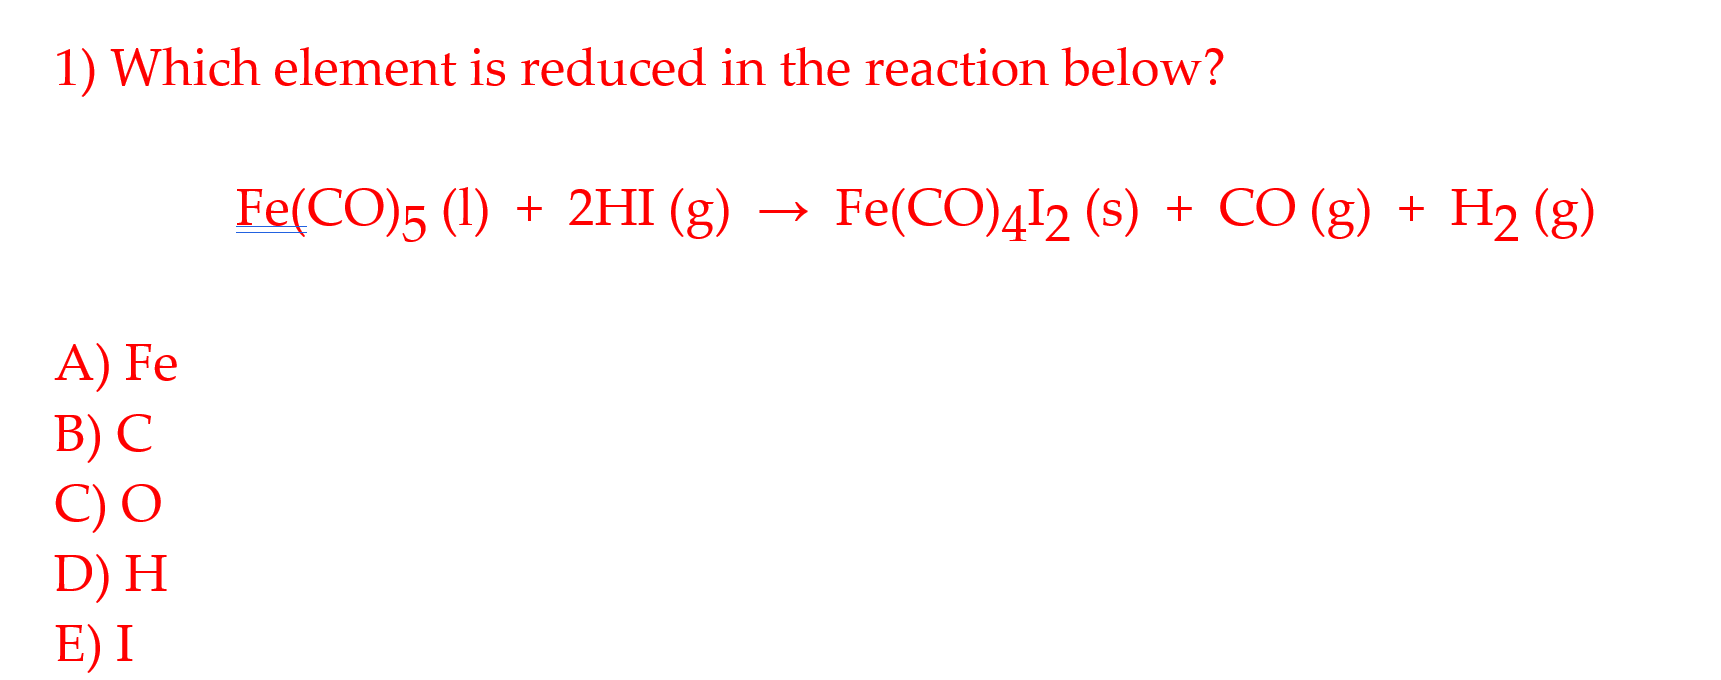 1) Which element is reduced in the reaction below?
Fe(CO)5 (l) + 2HI (g) → Fe(CO)4I2 (s) + CO (g) + H2 (g)
A) Fe
B) C
C) O
D) H
E) I